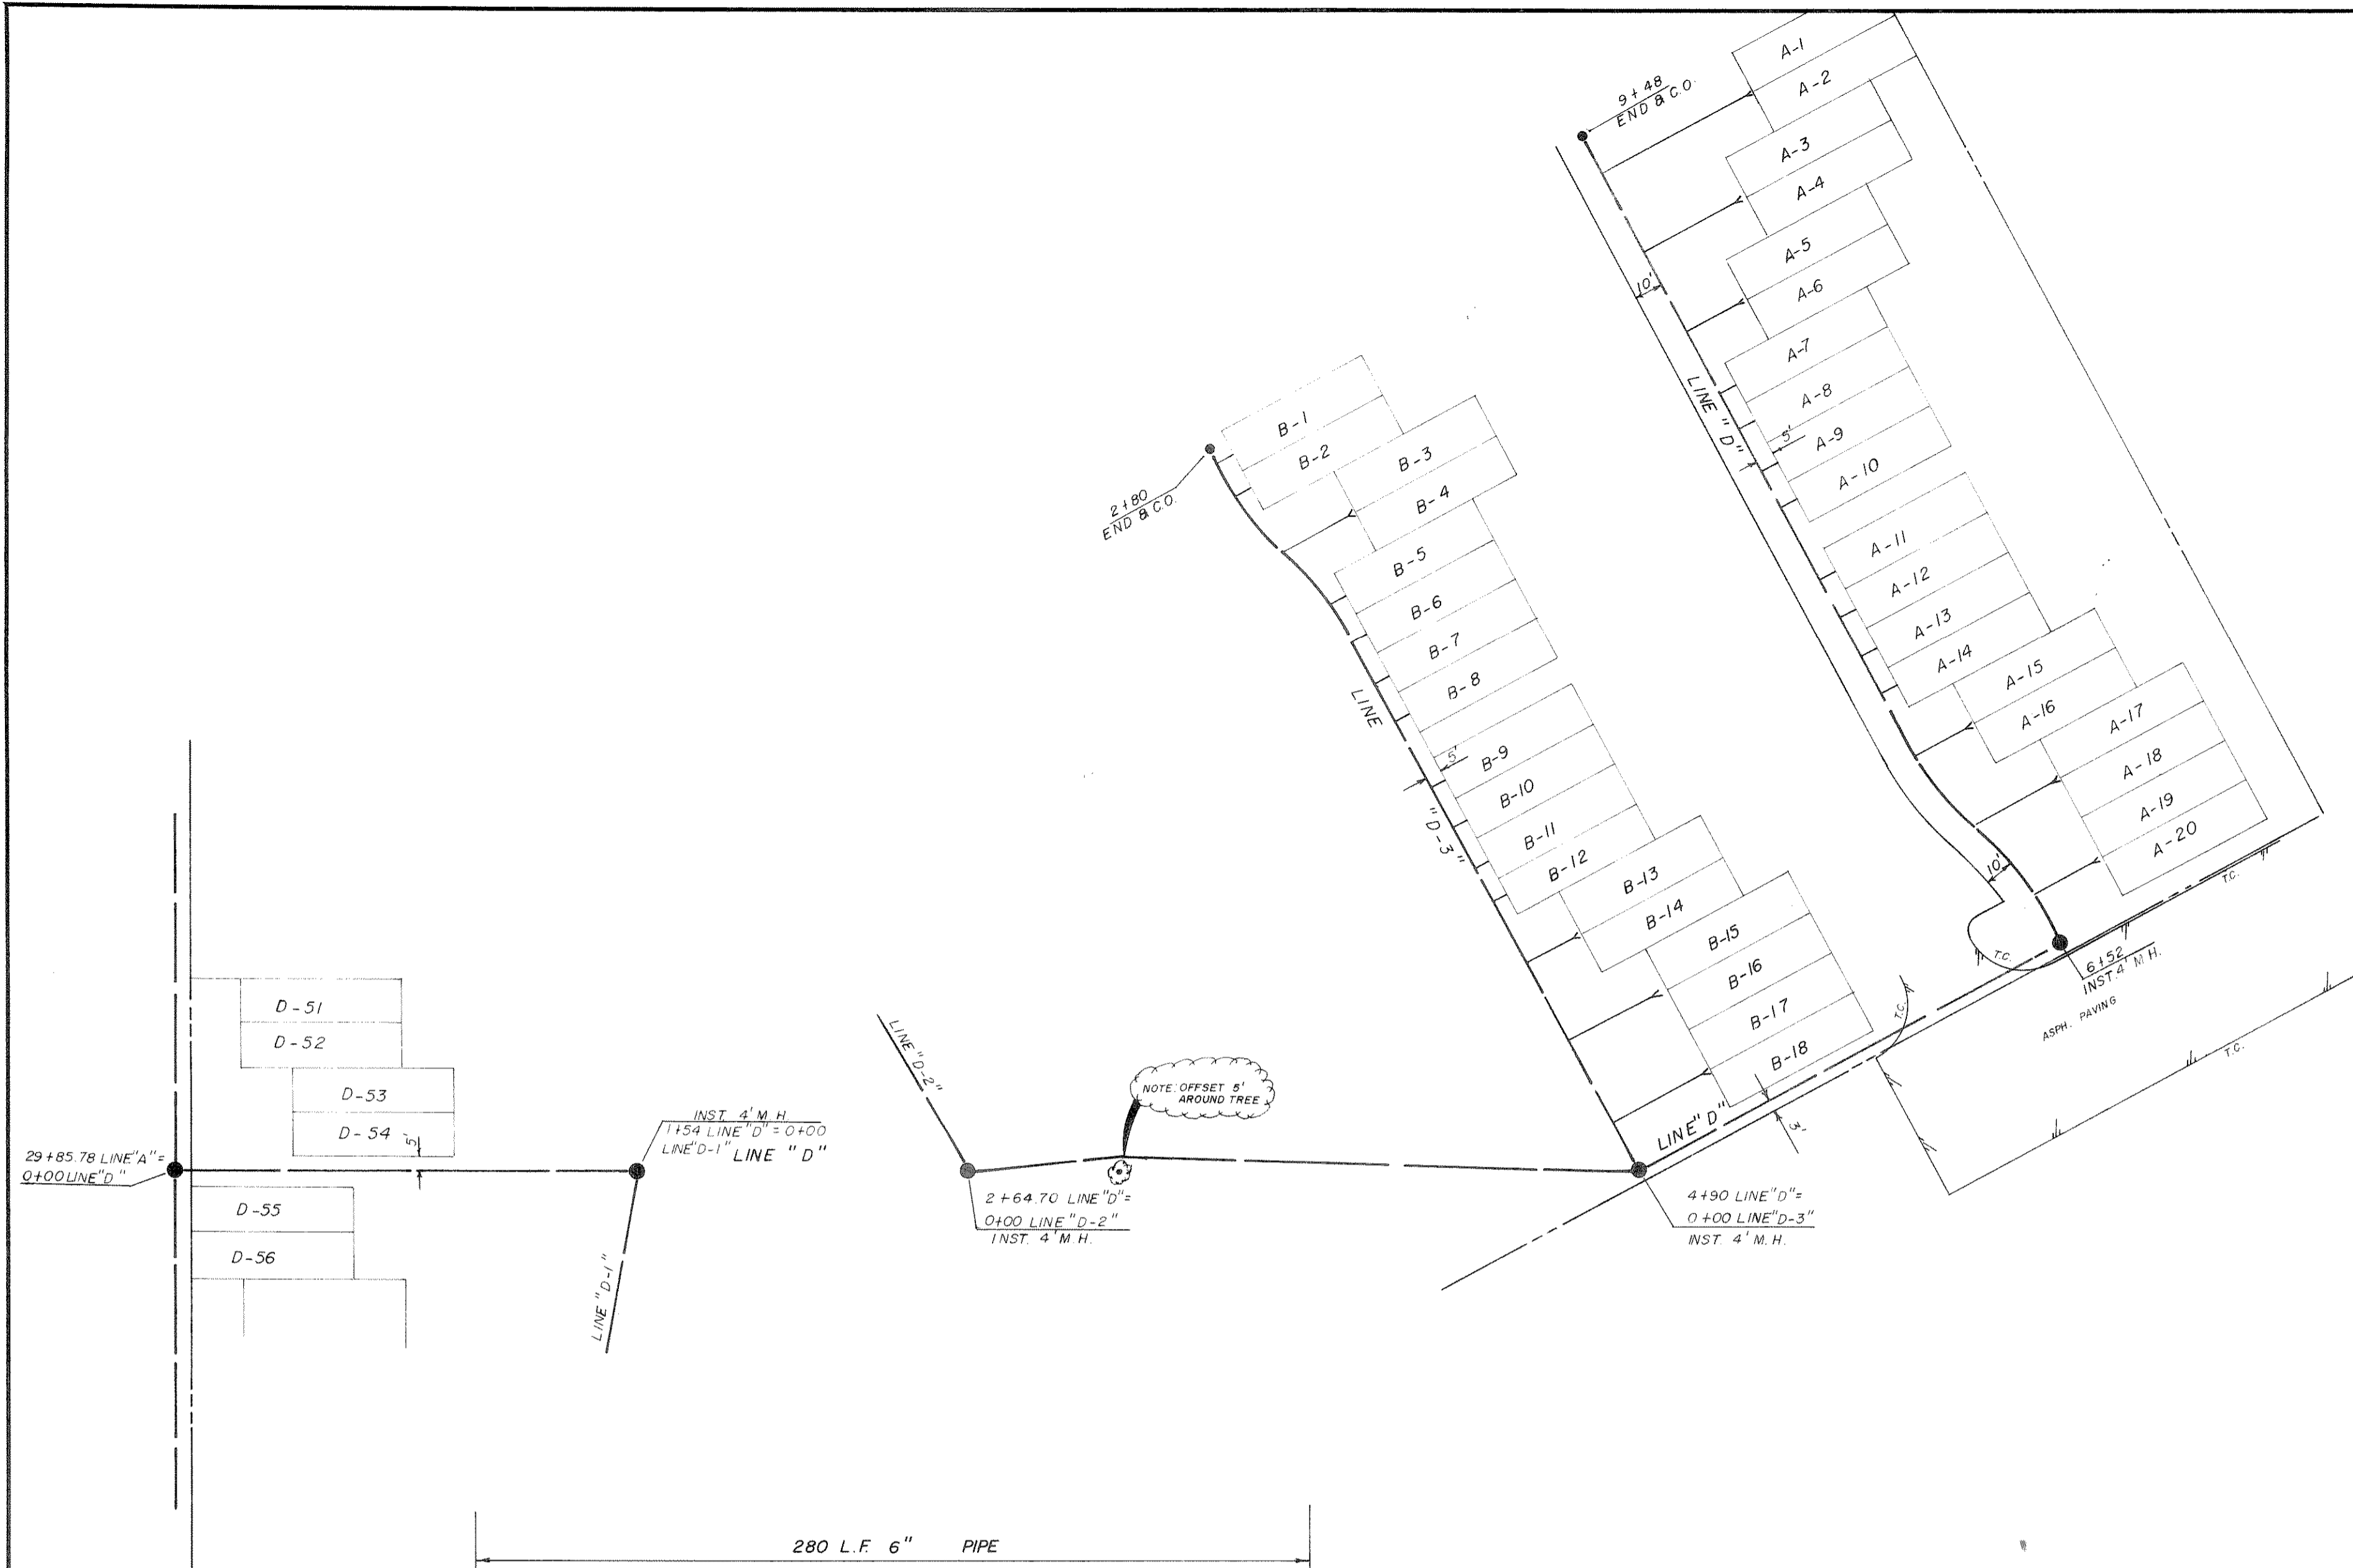 9+48
END & C.O.
A-1
A-2
A-3
A-4
A-5
A-6
10'
A-7
A-8
A-9
A-10
LINE "D"
5'
A-11
A-12
A-13
A-14
A-15
A-16
A-17
A-18
A-19
A-20
10'
T.C.
T.C.
6+52
INST. 4' M.H.
ASPH. PAVING
T.C.
T.C.
2+80
END & C.O.
B-1
B-2
B-3
B-4
B-5
B-6
B-7
B-8
LINE "D-3"
5'
B-9
B-10
B-11
B-12
B-13
B-14
B-15
B-16
B-17
B-18
LINE "D"
3'
D-51
D-52
D-53
D-54
5'
D-55
D-56
29+85.78 LINE "A"=
0+00 LINE "D"
INST. 4' M.H.
1+54 LINE "D" = 0+00
LINE "D-1"
LINE "D"
LINE "D-1"
LINE "D-2"
NOTE: OFFSET 5'
AROUND TREE
2+64.70 LINE "D"=
0+00 LINE "D-2"
INST. 4' M.H.
4+90 LINE "D"=
0+00 LINE "D-3"
INST. 4' M.H.
280 L.F. 6" PIPE